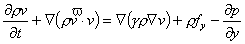 ∂ρv/∂t + ∇(ρv̄ · v) = ∇(γρ∇v) + ρf_y − ∂p/∂y